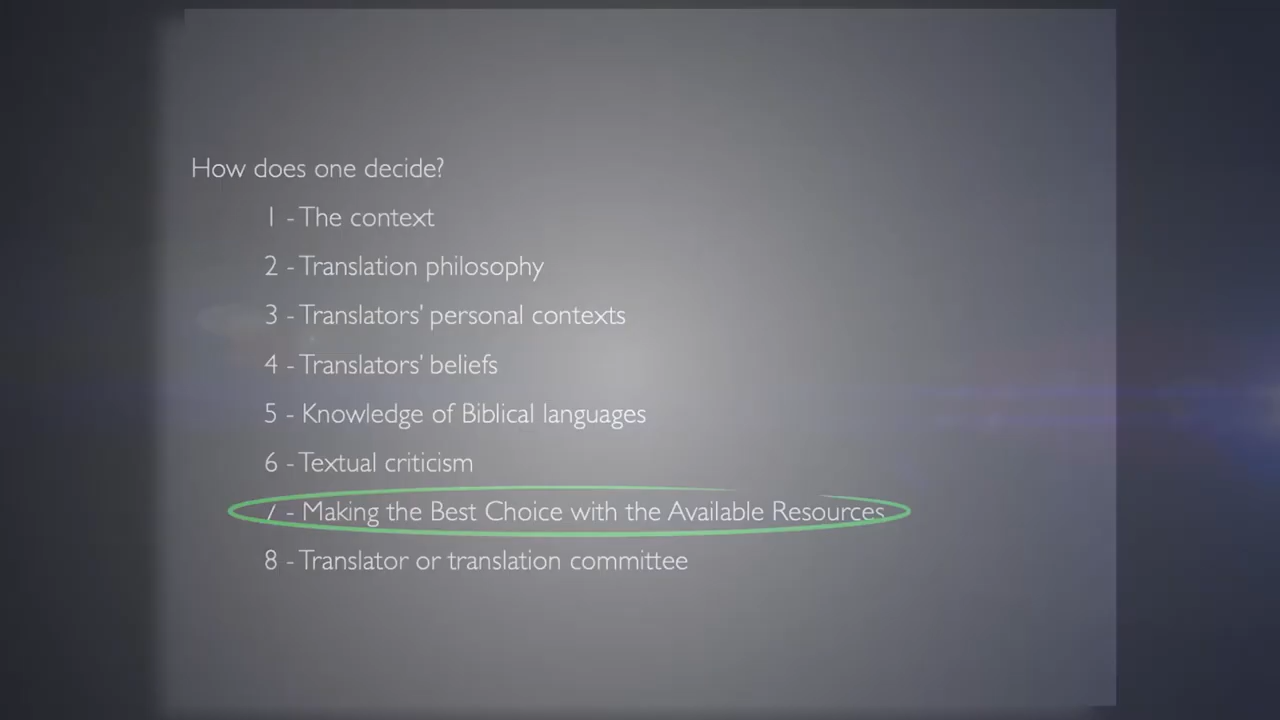 How does one decide?
1 - The context
2 - Translation philosophy
3 - Translators' personal contexts
4 - Translators' beliefs
5 - Knowledge of Biblical languages
6 - Textual criticism
7 - Making the Best Choice with the Available Resources
8 - Translator or translation committee